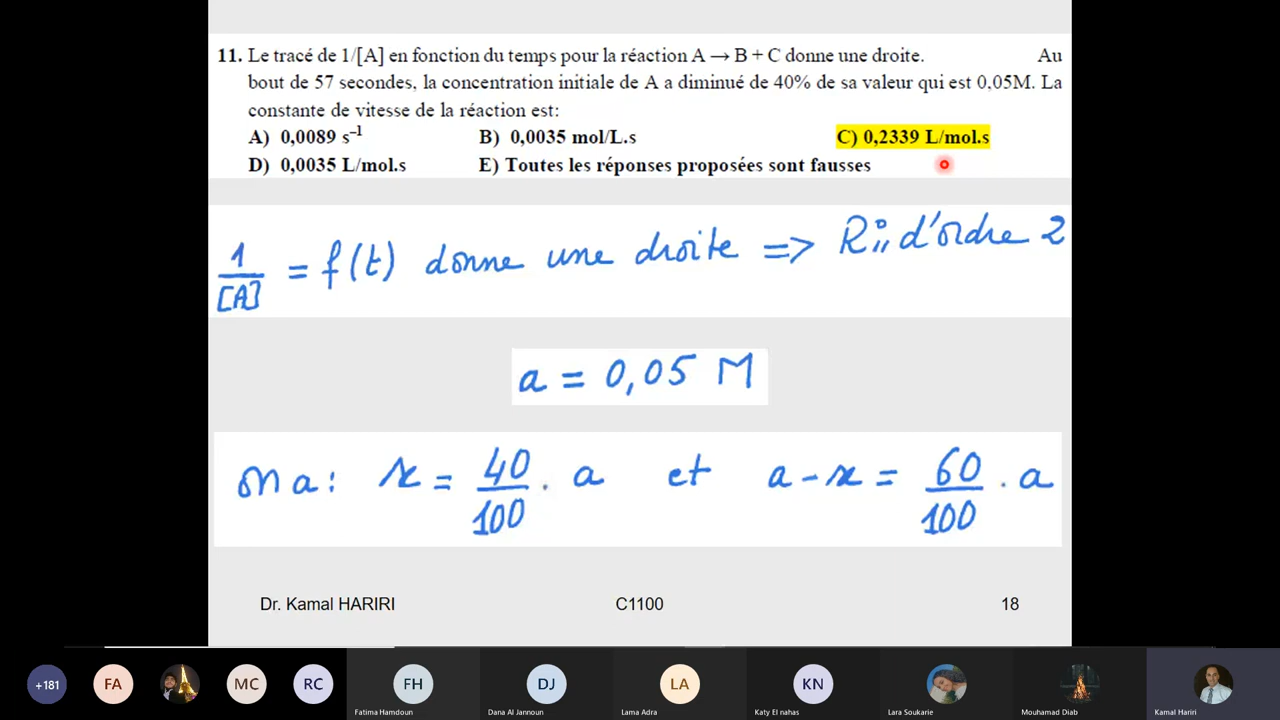 11. Le tracé de 1/[A] en fonction du temps pour la réaction A → B + C donne une droite. Au
bout de 57 secondes, la concentration initiale de A a diminué de 40% de sa valeur qui est 0,05M. La
constante de vitesse de la réaction est:
A) 0,0089 s⁻¹ B) 0,0035 mol/L.s C) 0,2339 L/mol.s
D) 0,0035 L/mol.s E) Toutes les réponses proposées sont fausses
1/[A] = f(t) donne une droite => R° d'ordre 2
a = 0,05 M
on a: x = 40/100 . a et a - x = 60/100 . a
Dr. Kamal HARIRI C1100 18
+181 FA MC RC FH DJ LA KN
Fatima Hamdoun Dana Al Jannoun Lama Adra Katy El nahas Lara Soukarie Mouhamad Diab Kamal Hariri